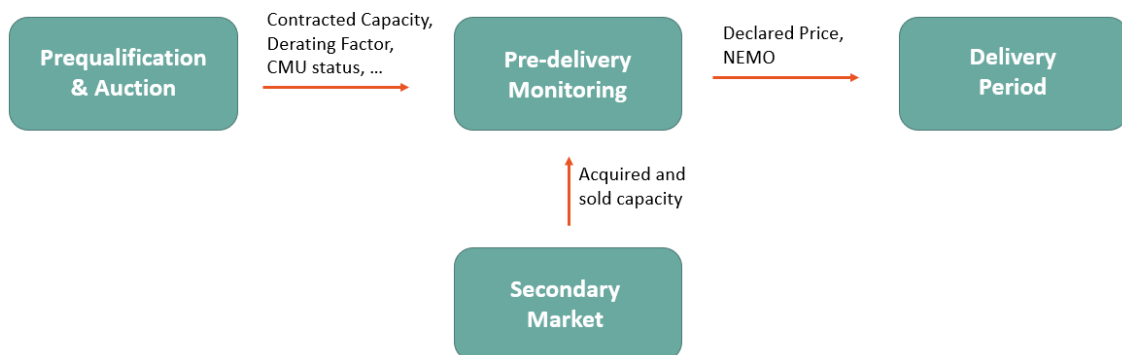 Prequalification
& Auction
Contracted Capacity,
Derating Factor,
CMU status, ...
Pre-delivery
Monitoring
Declared Price,
NEMO
Delivery
Period
Acquired and
sold capacity
Secondary
Market